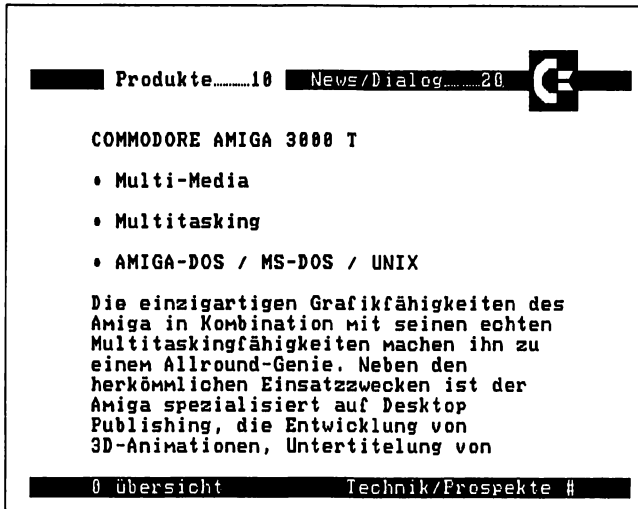 Produkte...........10 News/Dialog...........20
COMMODORE AMIGA 3000 T
• Multi-Media
• Multitasking
• AMIGA-DOS / MS-DOS / UNIX
Die einzigartigen Grafikfähigkeiten des
Amiga in Kombination mit seinen echten
Multitaskingfähigkeiten machen ihn zu
einem Allround-Genie. Neben den
herkömmlichen Einsatzzwecken ist der
Amiga spezialisiert auf Desktop
Publishing, die Entwicklung von
3D-Animationen, Untertitelung von
0 übersicht Technik/Prospekte #